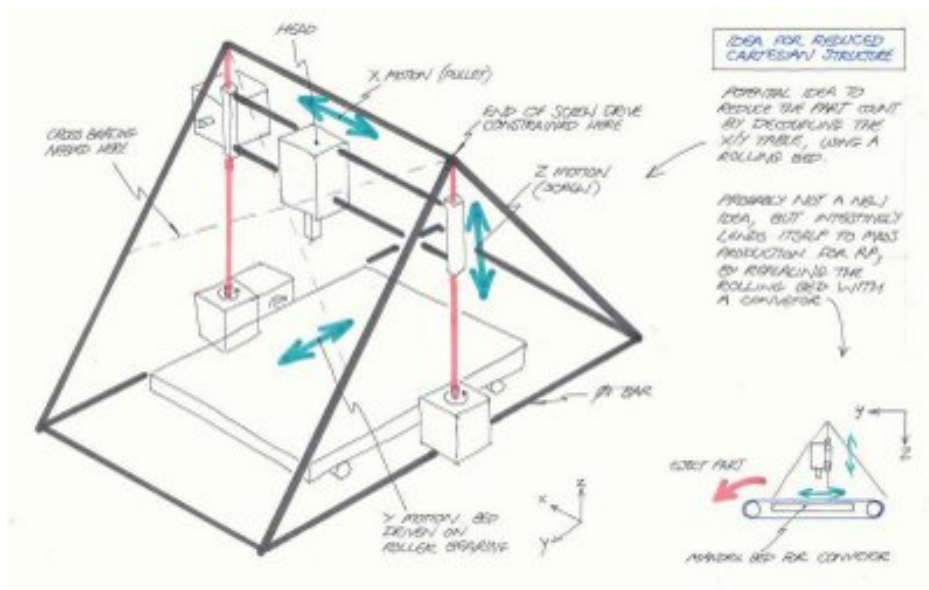 HEAD
X MOTION (PULLEY)
END OF SCREW DRIVE
CONSTRAINED HERE
CROSS BRACING
NEEDED HERE
Z MOTION
(SCREW)
IDEA FOR REDUCED
CARTESIAN STRUCTURE
POTENTIAL IDEA TO
REDUCE THE PART COUNT
BY DECOUPLING THE
X/Y TABLE, USING A
ROLLING BED.
PROBABLY NOT A NEW
IDEA, BUT INTERSTINGLY
LENDS ITSELF TO MASS
PRODUCTION FOR RP,
BY REPLACING THE
ROLLING BED WITH
A CONVEYOR
BAR
Y MOTION BED
DRIVEN ON
ROLLER BEARING
X
Y
Z
Y
Z
EJECT PART
BED FOR CONVEYOR